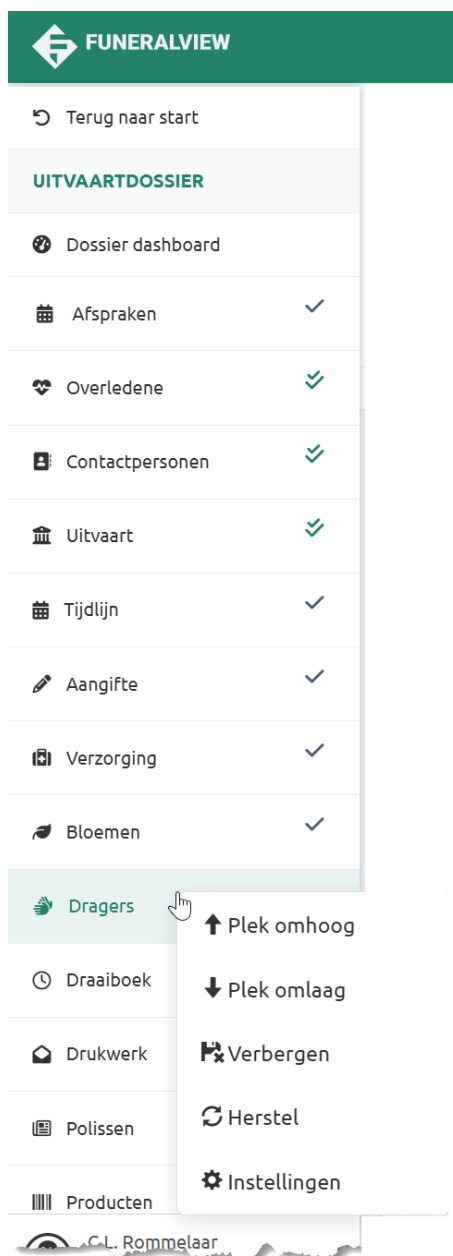 FUNERALVIEW
Terug naar start
UITVAARTDOSSIER
Dossier dashboard
Afspraken
Overledene
Contactpersonen
Uitvaart
Tijdlijn
Aangifte
Verzorging
Bloemen
Dragers
Plek omhoog
Draaiboek
Plek omlaag
Drukwerk
Verbergen
Polissen
Herstel
Instellingen
Producten
C.L. Rommelaar